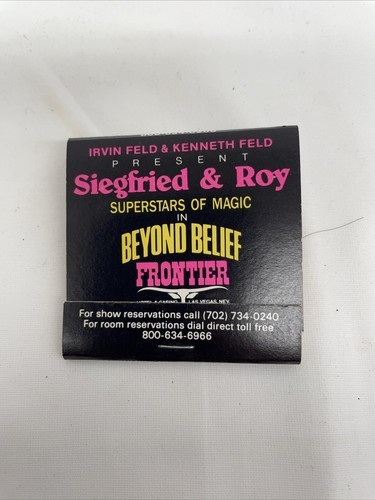 IRVIN FELD & KENNETH FELD
PRESENT
Siegfried & Roy
SUPERSTARS OF MAGIC
IN
BEYOND BELIEF
FRONTIER
LAS VEGAS, NEV.
For show reservations call (702) 734-0240
For room reservations dial direct toll free
800-634-6966